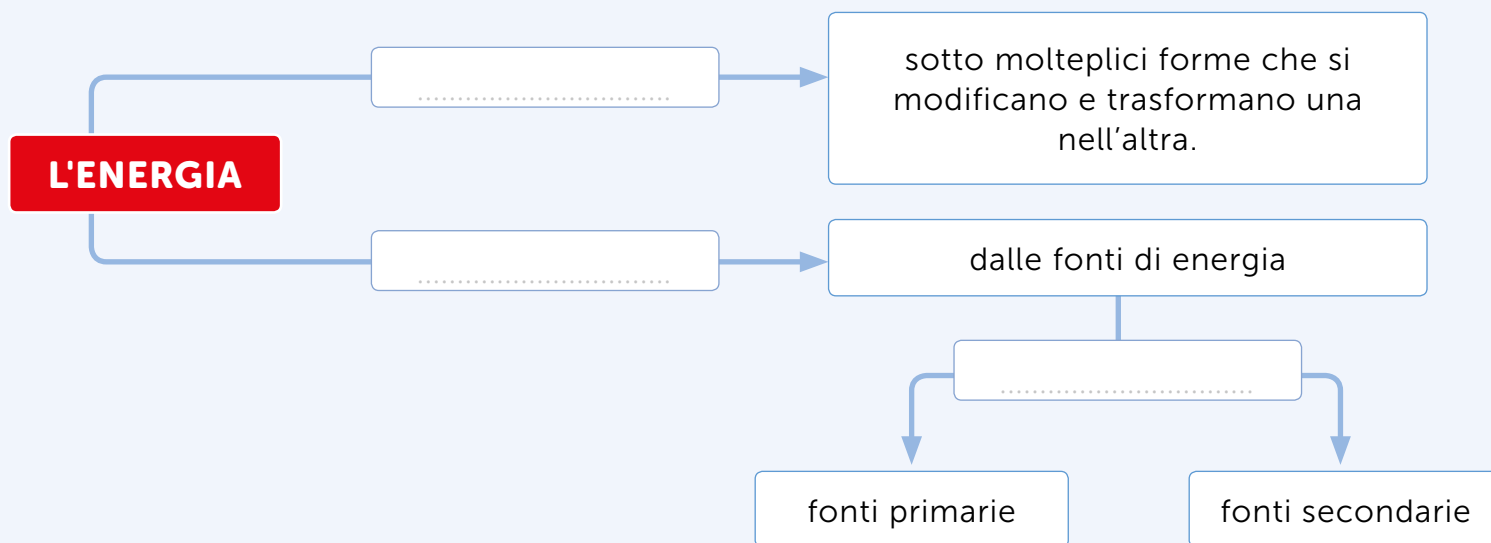 sotto molteplici forme che si
modificano e trasformano una
nell’altra.
L'ENERGIA
dalle fonti di energia
fonti primarie
fonti secondarie